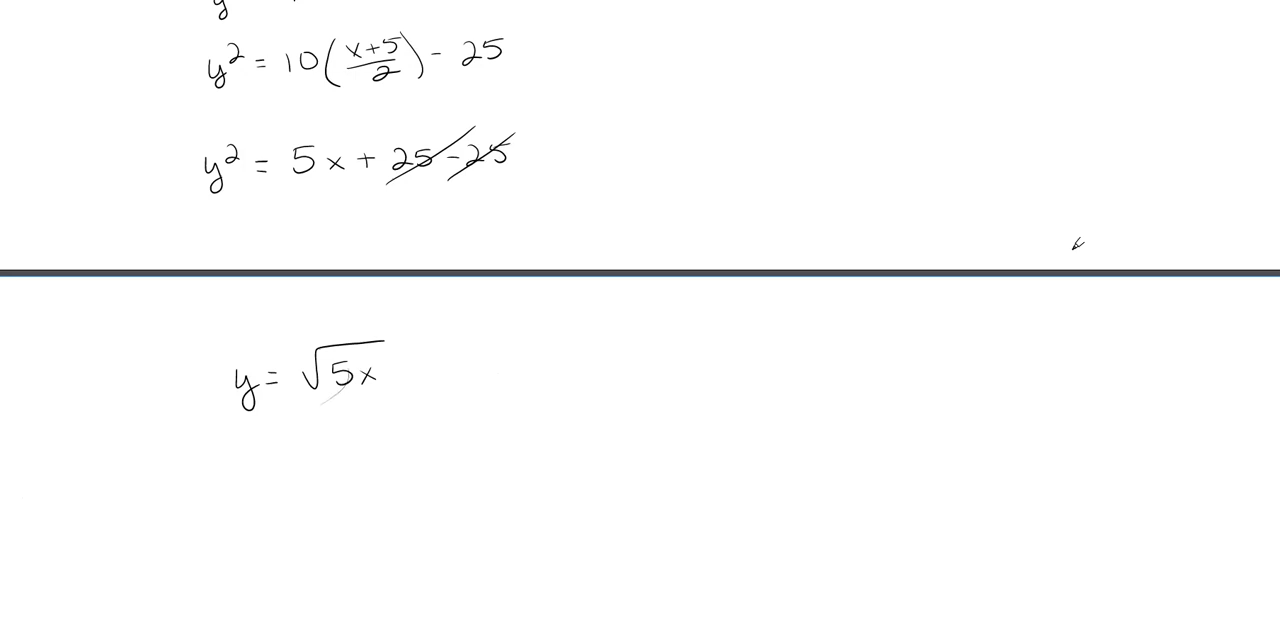 y
y² = 10(x+5/2) - 25
y² = 5x + 25 - 25
y = √5x